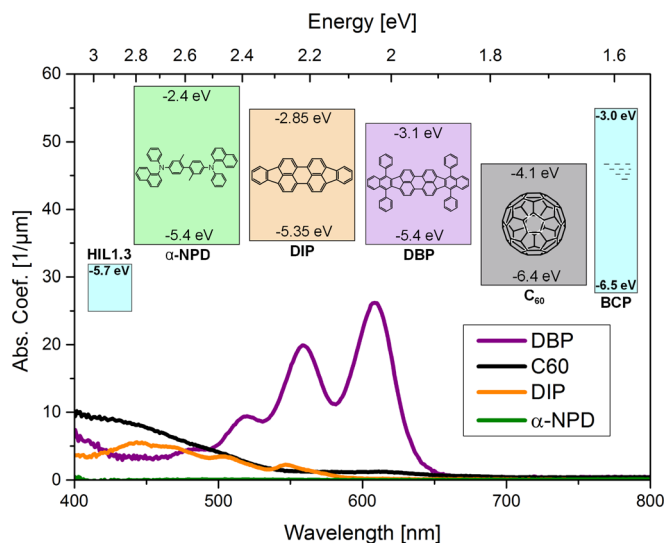 Energy [eV]
3 2.8 2.6 2.4 2.2 2 1.8 1.6
Abs. Coef. [1/µm]
60
50
40
30
20
10
0
-2.4 eV
-5.4 eV
α-NPD
-2.85 eV
-5.35 eV
DIP
-3.1 eV
-5.4 eV
DBP
-4.1 eV
-6.4 eV
C₆₀
-3.0 eV
-6.5 eV
BCP
HIL1.3
-5.7 eV
N N
DBP
C60
DIP
α-NPD
400 500 600 700 800
Wavelength [nm]